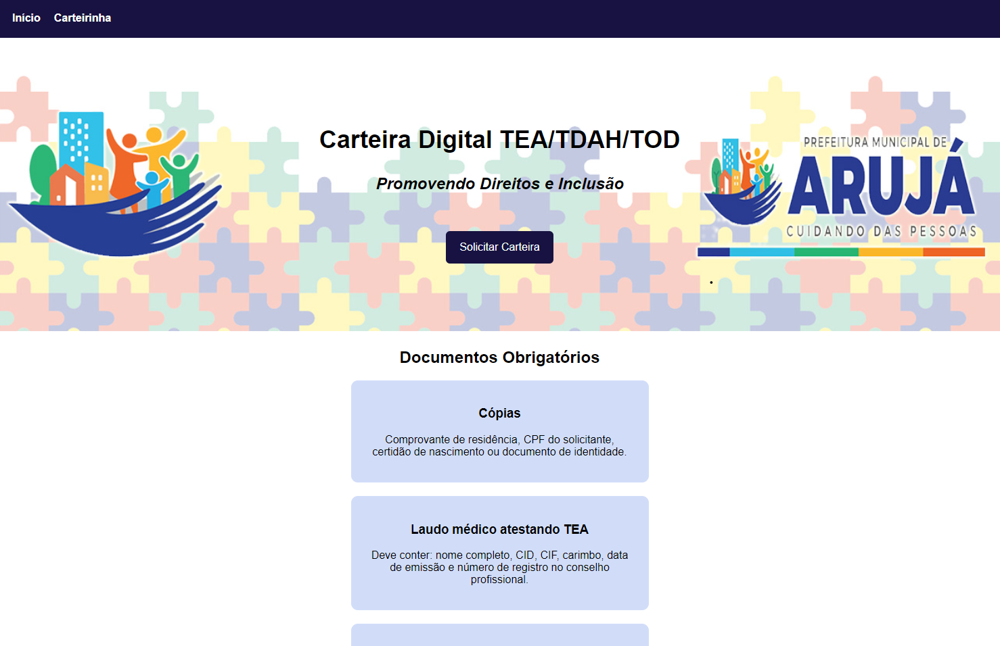 Início Carteirinha
Carteira Digital TEA/TDAH/TOD
Promovendo Direitos e Inclusão
Solicitar Carteira
PREFEITURA MUNICIPAL DE
ARUJÁ
CUIDANDO DAS PESSOAS
Documentos Obrigatórios
Cópias
Comprovante de residência, CPF do solicitante,
certidão de nascimento ou documento de identidade.
Laudo médico atestando TEA
Deve conter: nome completo, CID, CIF, carimbo, data
de emissão e número de registro no conselho
profissional.